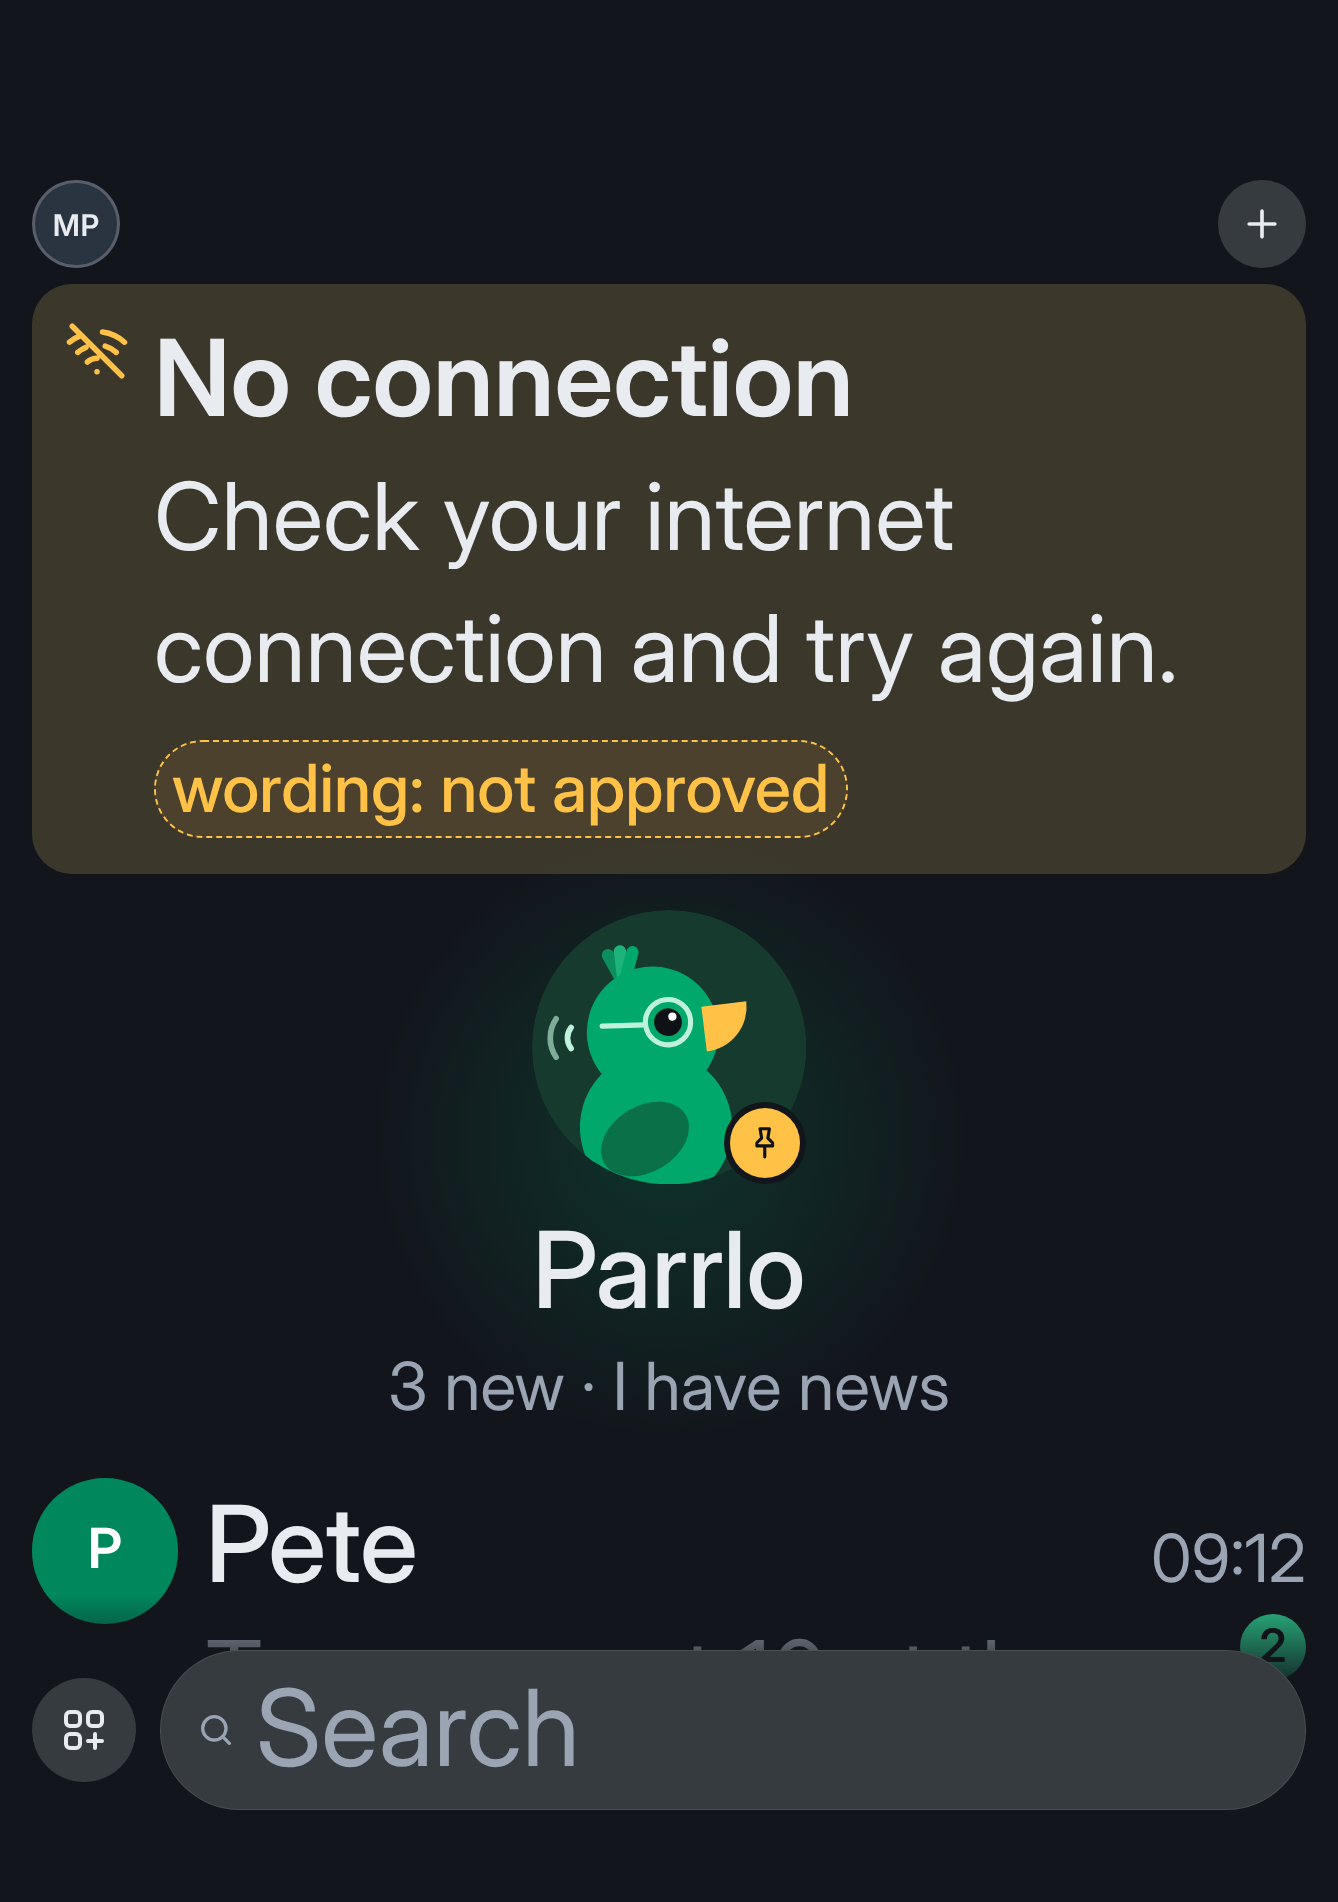 MP
No connection
Check your internet
connection and try again.
wording: not approved
Parrlo
3 new · I have news
P
Pete
09:12
2
Search